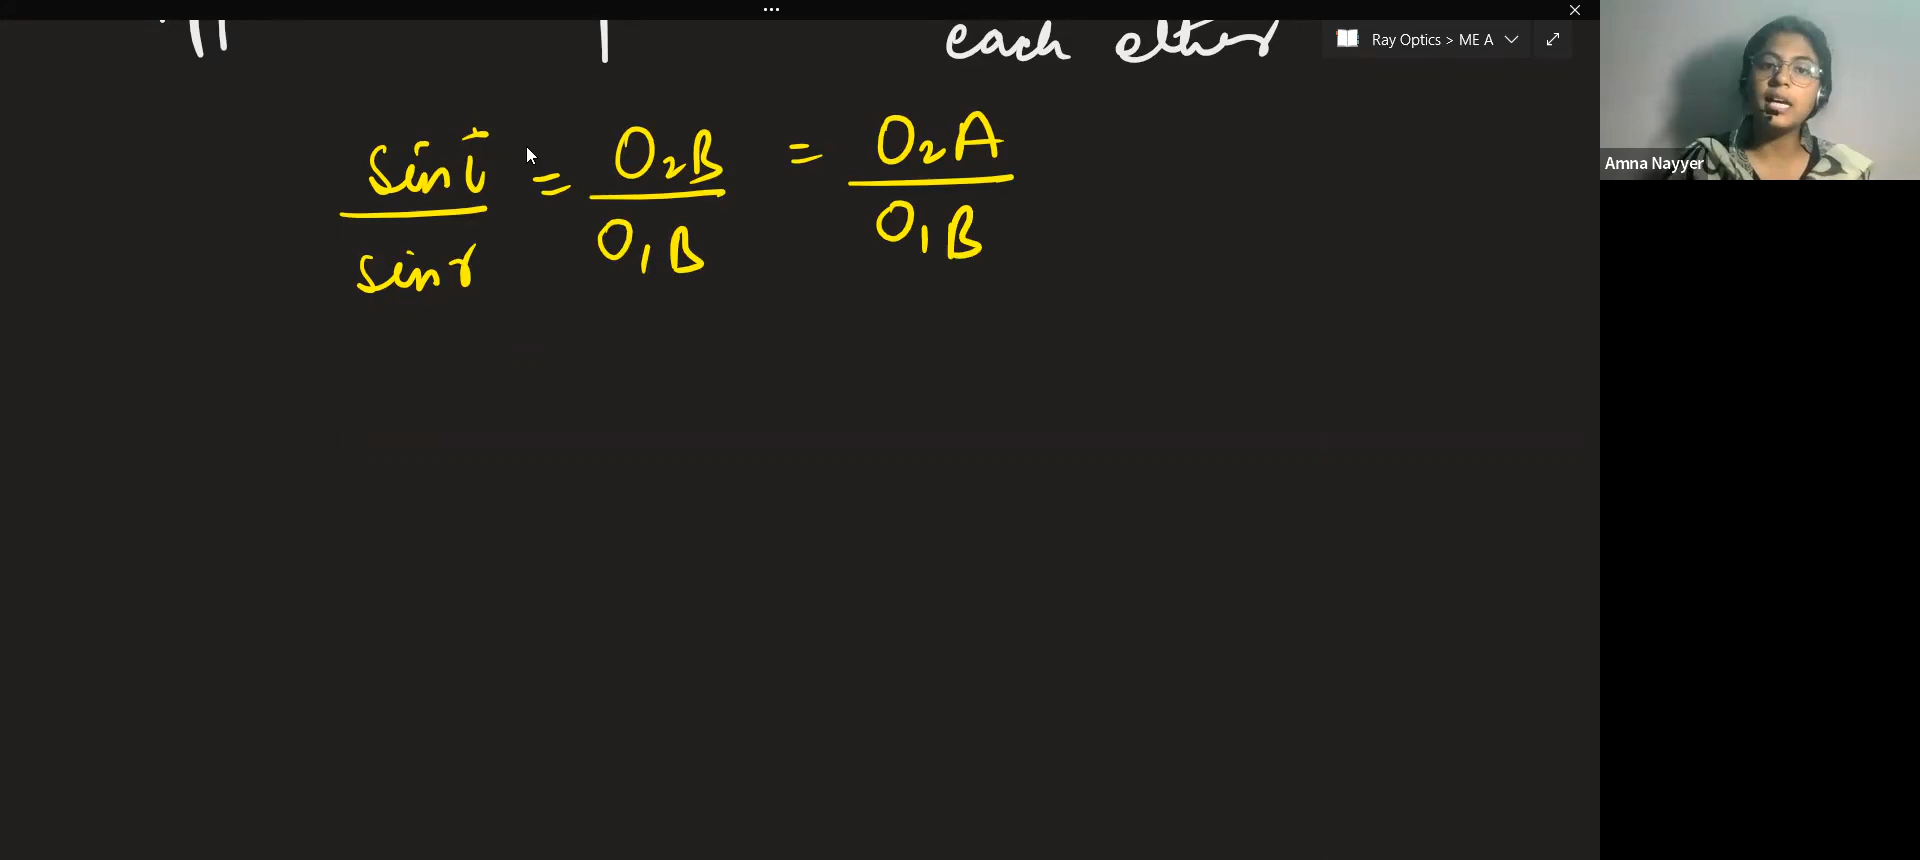 each other
Ray Optics > ME A
sin i / sin r = O₂B / O₁B = O₂A / O₁B
Amna Nayyer